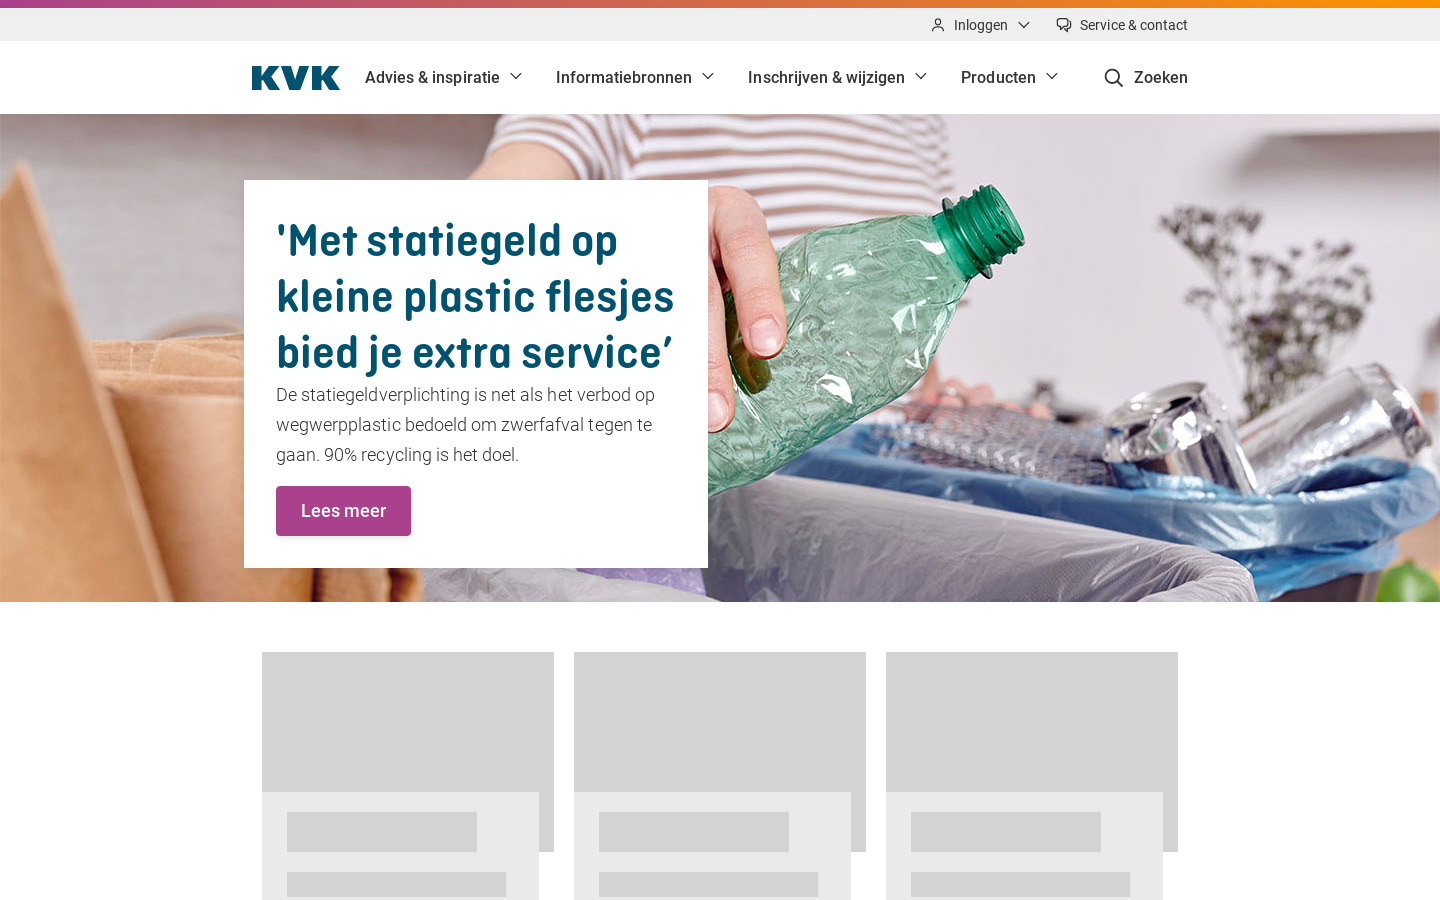 Inloggen
Service & contact
KVK
Advies & inspiratie
Informatiebronnen
Inschrijven & wijzigen
Producten
Zoeken
'Met statiegeld op
kleine plastic flesjes
bied je extra service’
De statiegeldverplichting is net als het verbod op
wegwerpplastic bedoeld om zwerfafval tegen te
gaan. 90% recycling is het doel.
Lees meer